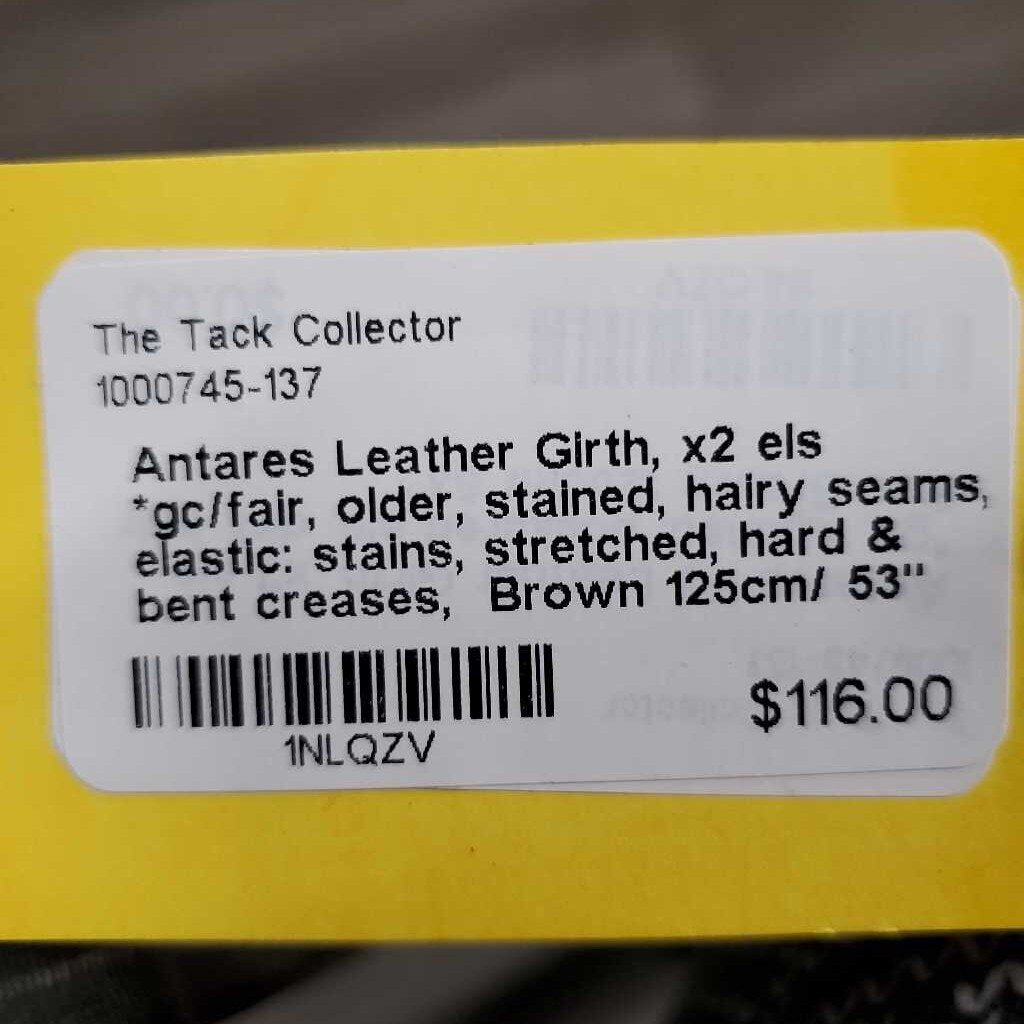 The Tack Collector
1000745-137
Antares Leather Girth, x2 els
*gc/fair, older, stained, hairy seams,
elastic: stains, stretched, hard &
bent creases,  Brown 125cm/ 53"
1NLQZV
$116.00